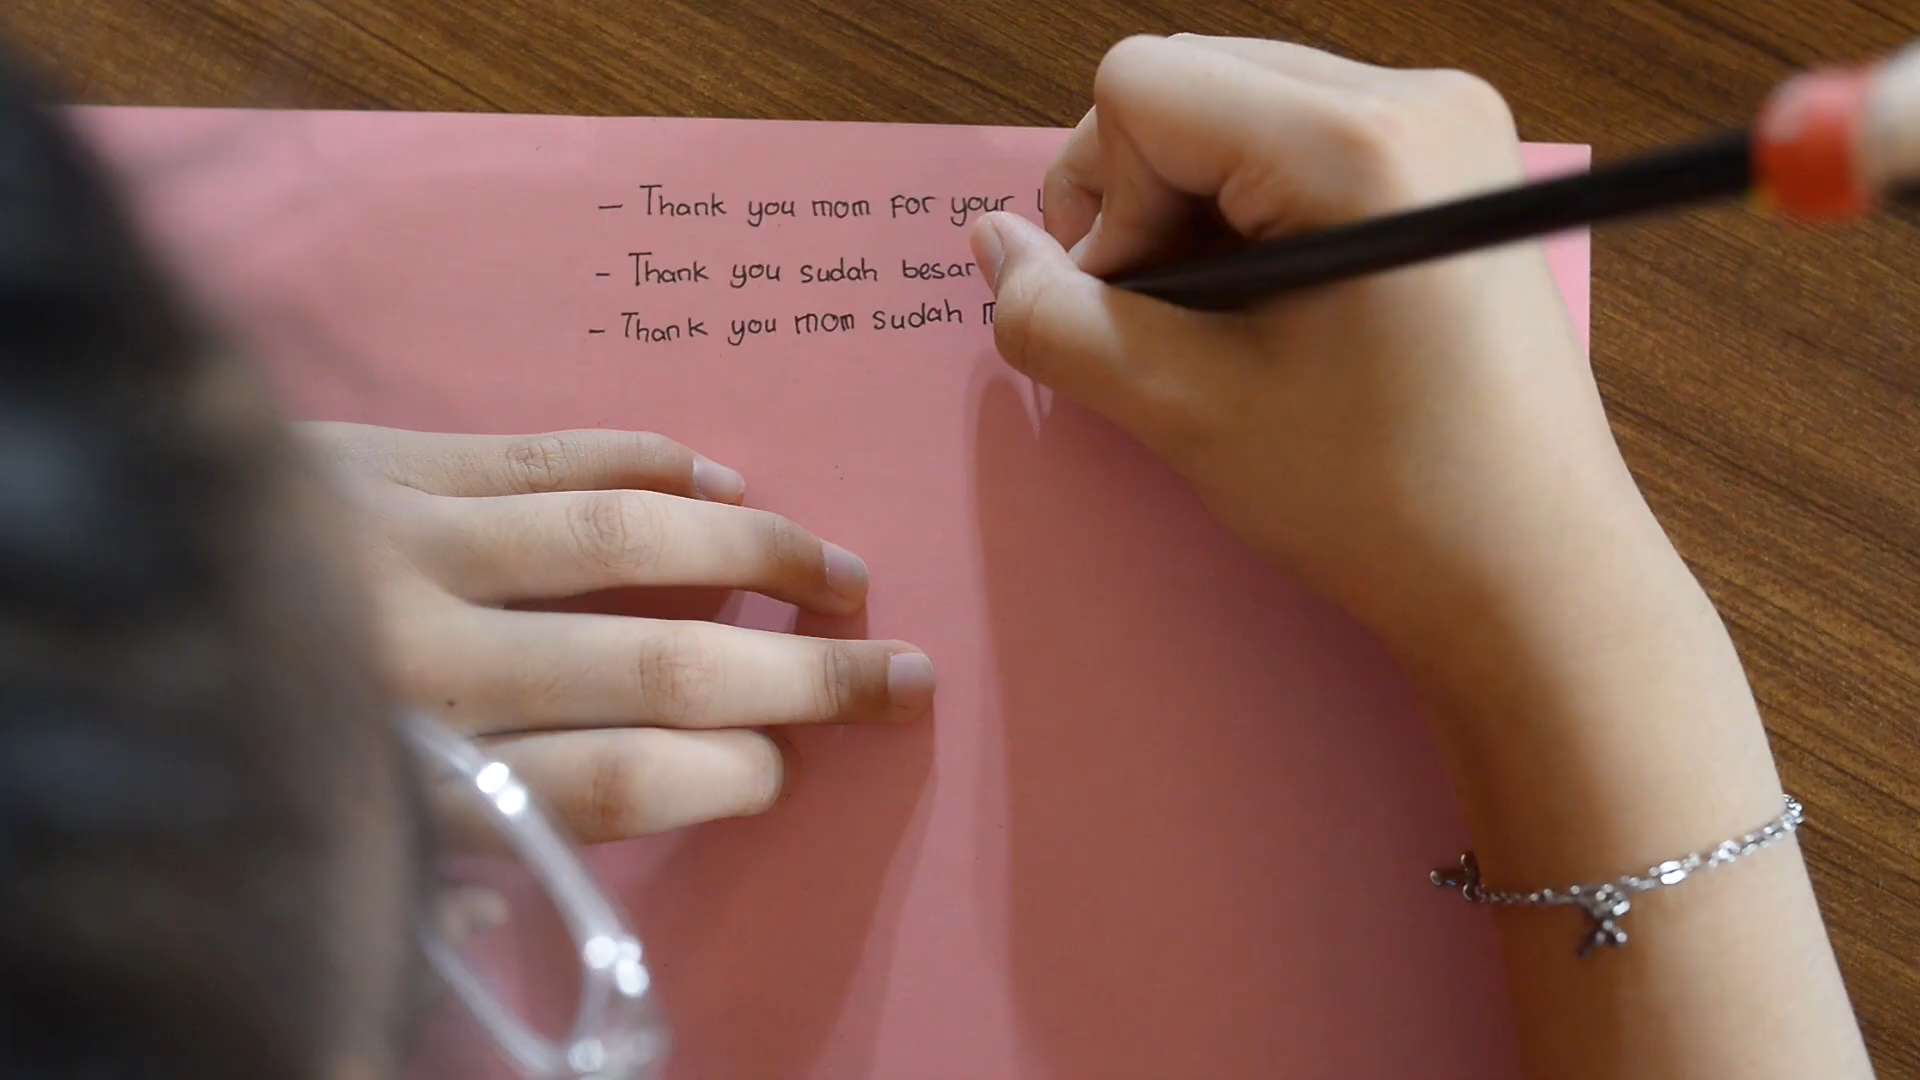 – Thank you mom For your
– Thank you sudah besar
– Thank you mom sudah